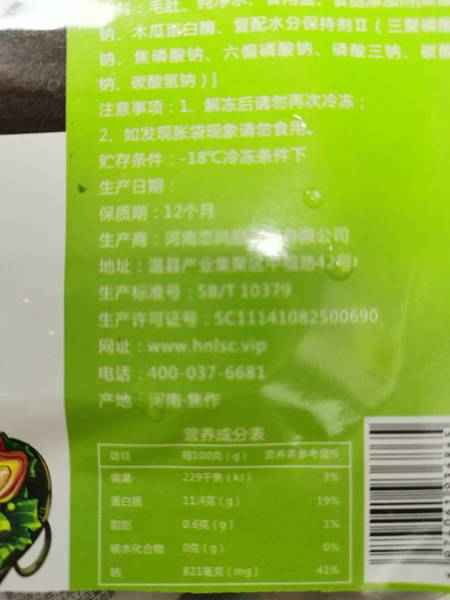 料：毛肚、纯净水、食用盐、食品添加剂
钠、木瓜蛋白酶、复配水分保持剂Ⅱ（三聚磷酸
钠、焦磷酸钠、六偏磷酸钠、磷酸三钠、碳酸
钠、碳酸氢钠）]
注意事项：1、解冻后请勿再次冷冻；
2、如发现胀袋现象请勿食用。
贮存条件：-18℃冷冻条件下
生产日期：
保质期：12个月
生产商：河南 有限公司
地址：温县产业集聚区 路42号
生产标准号：SB/T 10379
生产许可证号：SC11141082500690
网址：www.hnlsc.vip
电话：400-037-6681
产地：河南·焦作
营养成分表
项目 每100克（g） 营养素参考值%
能量 229千焦（kJ） 3%
蛋白质 11.4克（g） 19%
脂肪 0.6克（g） 1%
碳水化合物 0克（g） 0%
钠 821毫克（mg） 41%